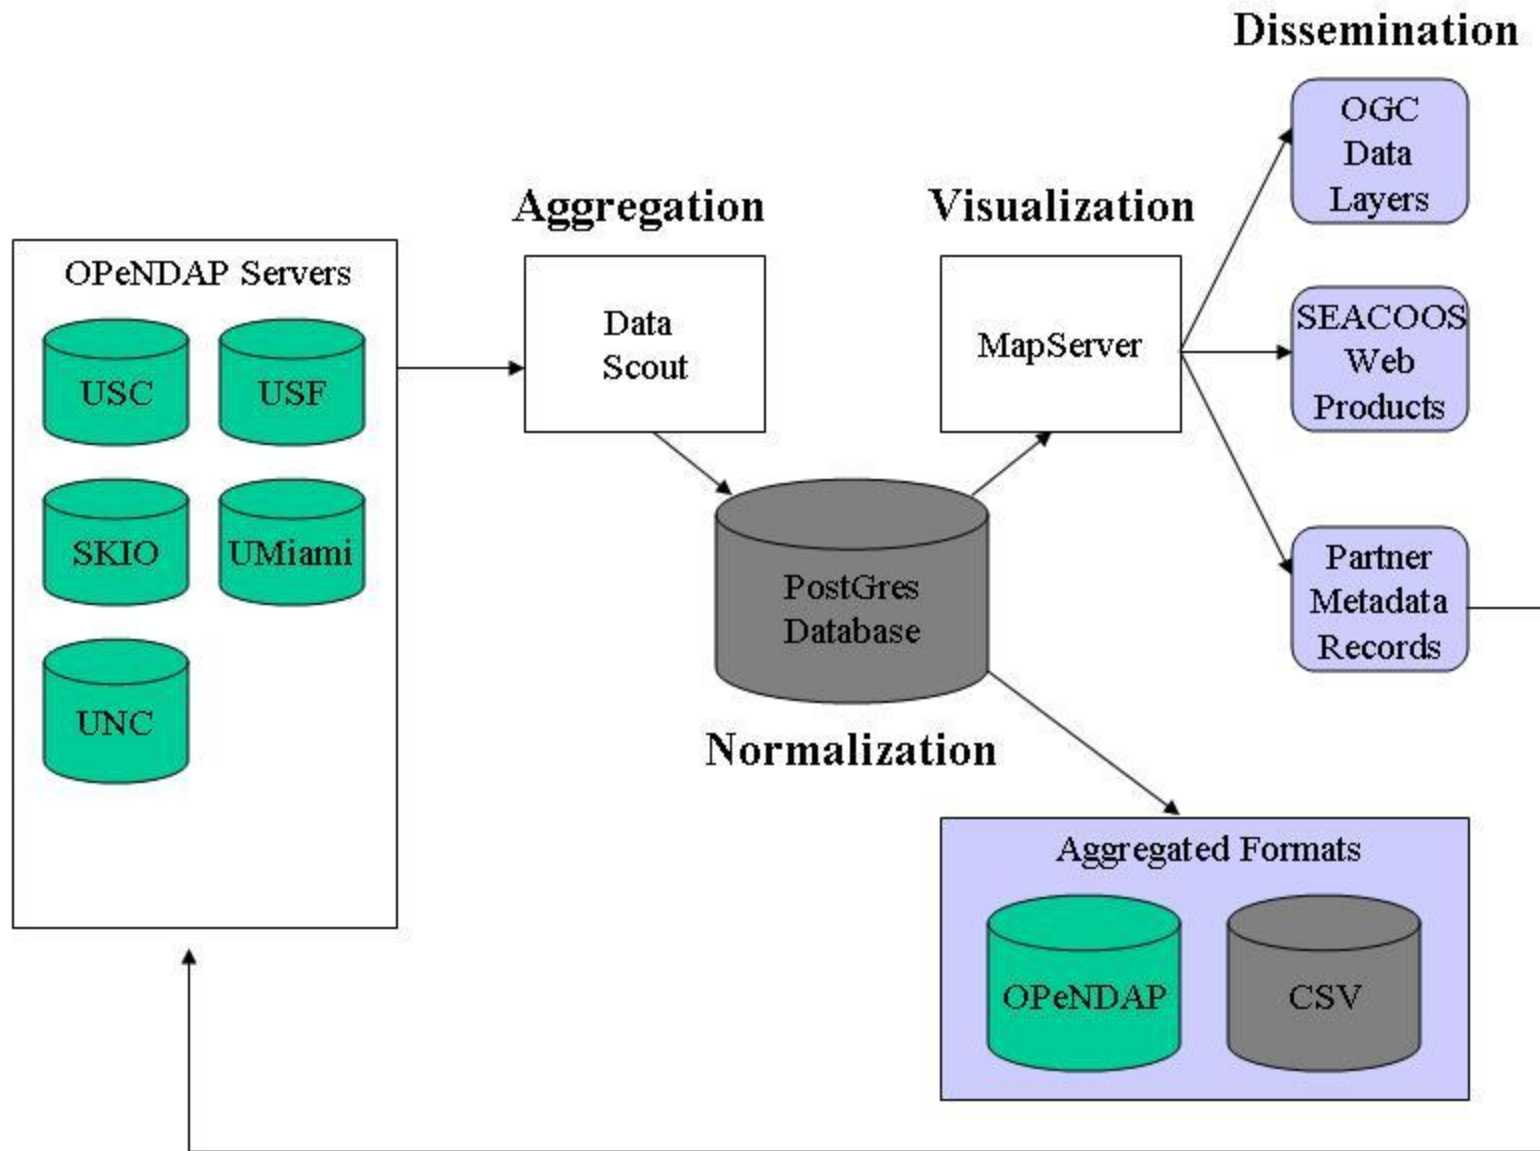 Dissemination
OGC
Data
Layers
Aggregation
Visualization
OPeNDAP Servers
Data
Scout
MapServer
SEACOOS
Web
Products
USC
USF
SKIO
UMiami
UNC
PostGres
Database
Partner
Metadata
Records
Normalization
Aggregated Formats
OPeNDAP
CSV